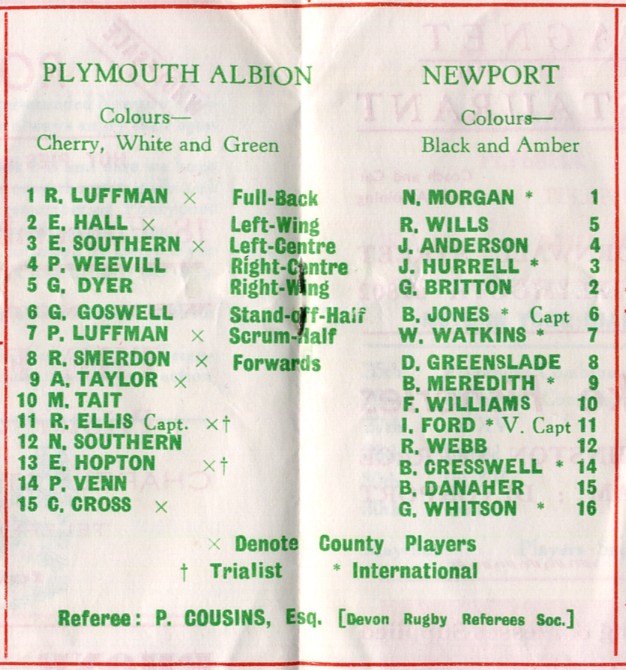 PLYMOUTH ALBION NEWPORT
Colours— Colours—
Cherry, White and Green Black and Amber
1 R. LUFFMAN × Full-Back N. MORGAN * 1
2 E. HALL × Left-Wing R. WILLS 5
3 E. SOUTHERN × Left-Centre J. ANDERSON 4
4 P. WEEVILL Right-Centre J. HURRELL * 3
5 G. DYER Right-Wing G. BRITTON 2
6 G. GOSWELL Stand-off-Half B. JONES * Capt 6
7 P. LUFFMAN × Scrum-Half W. WATKINS * 7
8 R. SMERDON × Forwards D. GREENSLADE 8
9 A. TAYLOR × B. MEREDITH * 9
10 M. TAIT F. WILLIAMS 10
11 R. ELLIS Capt. ׆ I. FORD * V. Capt 11
12 N. SOUTHERN R. WEBB 12
13 E. HOPTON ׆ B. CRESSWELL * 14
14 P. VENN B. DANAHER 15
15 C. CROSS × G. WHITSON * 16
× Denote County Players
† Trialist * International
Referee: P. COUSINS, Esq. [Devon Rugby Referees Soc.]